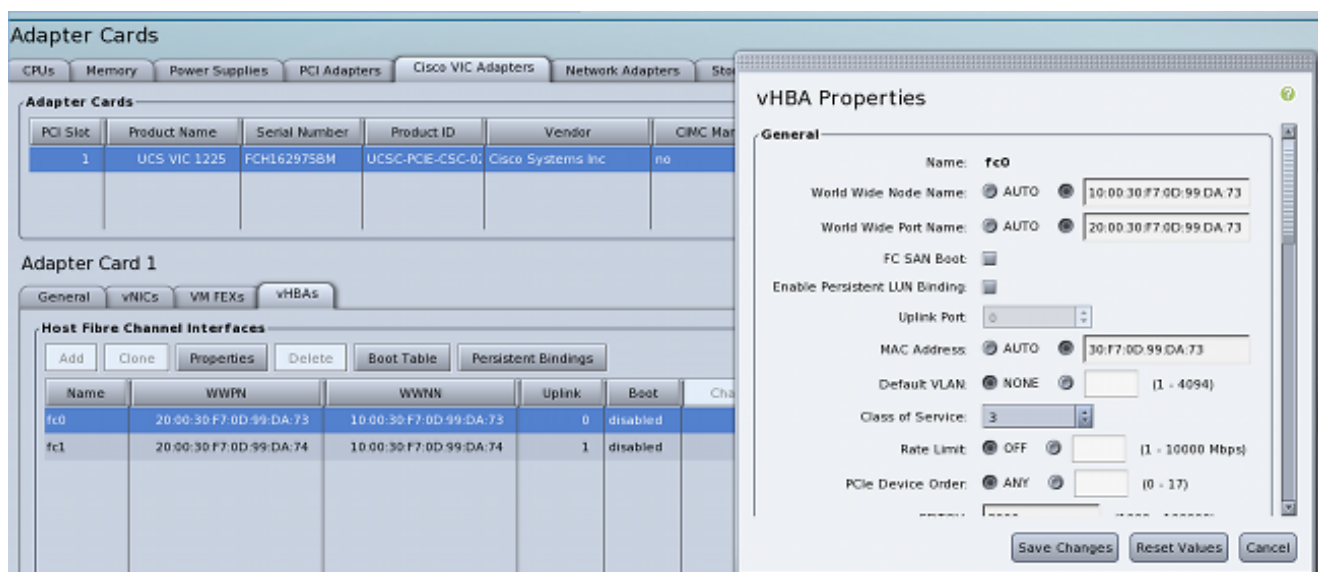 Adapter Cards
CPUs Memory Power Supplies PCI Adapters Cisco VIC Adapters Network Adapters Sto
Adapter Cards
PCI Slot Product Name Serial Number Product ID Vendor CIMC Mar
1 UCS VIC 1225 FCH162975BM UCSC-PCIE-CSC-02 Cisco Systems Inc no
Adapter Card 1
General vNICs VM FEXs vHBAs
Host Fibre Channel Interfaces
Add Clone Properties Delete Boot Table Persistent Bindings
Name WWPN WWNN Uplink Boot Cha
fc0 20:00:30:F7:0D:99:DA:73 10:00:30:F7:0D:99:DA:73 0 disabled
fc1 20:00:30:F7:0D:99:DA:74 10:00:30:F7:0D:99:DA:74 1 disabled
vHBA Properties
General
Name: fc0
World Wide Node Name: AUTO 10:00:30:F7:0D:99:DA:73
World Wide Port Name: AUTO 20:00:30:F7:0D:99:DA:73
FC SAN Boot:
Enable Persistent LUN Binding:
Uplink Port: 0
MAC Address: AUTO 30:F7:0D:99:DA:73
Default VLAN: NONE (1 - 4094)
Class of Service: 3
Rate Limit: OFF (1 - 10000 Mbps)
PCIe Device Order: ANY (0 - 17)
Save Changes Reset Values Cancel